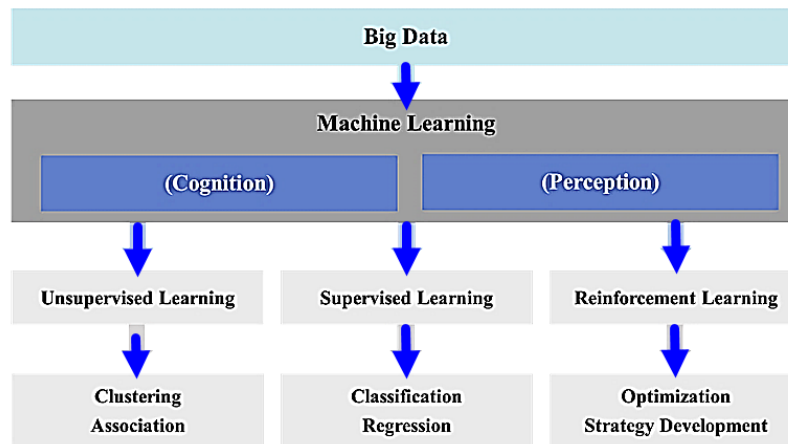 Big Data
Machine Learning
(Cognition)
(Perception)
Unsupervised Learning
Supervised Learning
Reinforcement Learning
Clustering
Association
Classification
Regression
Optimization
Strategy Development